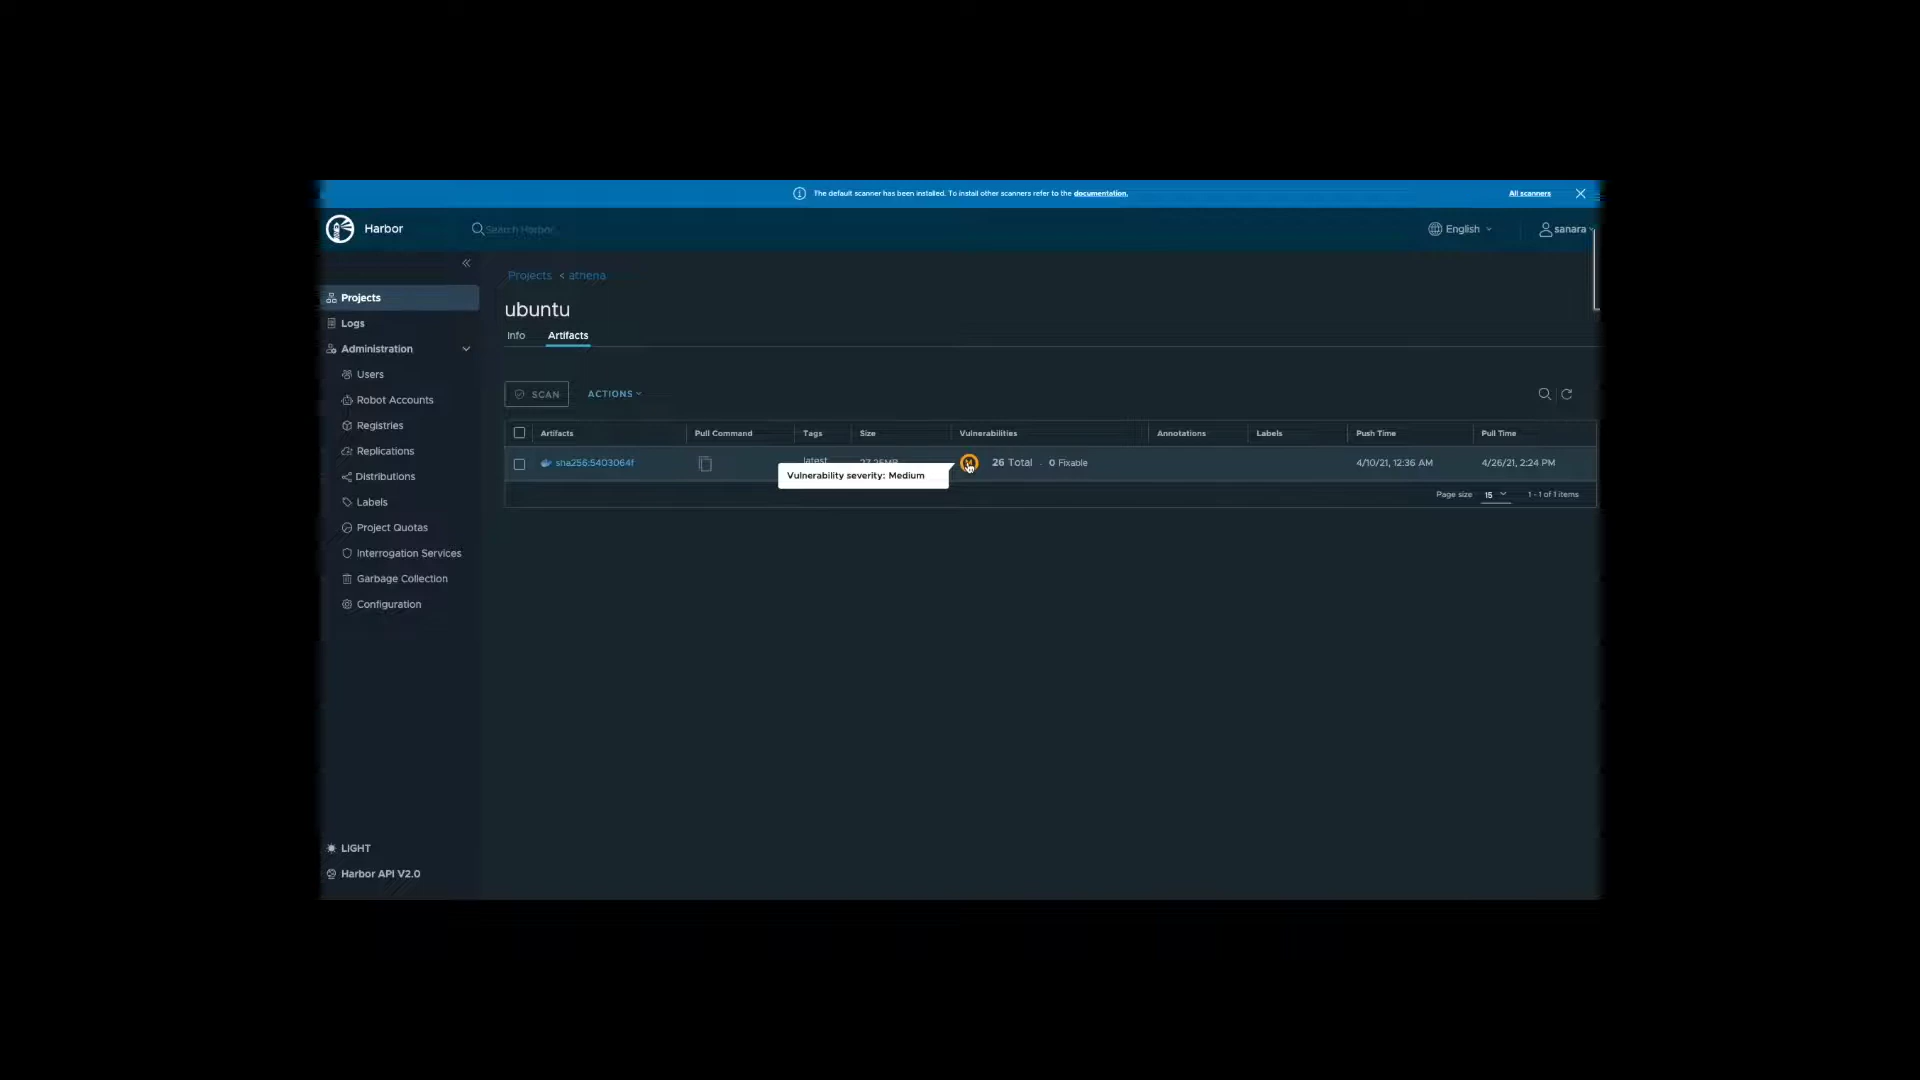 The default scanner has been installed. To install other scanners refer to the documentation.
All scanners
Harbor
Search Harbor...
English
sanara
Projects < athena
Projects
ubuntu
Logs
Info Artifacts
Administration
Users
SCAN ACTIONS
Robot Accounts
Registries
Artifacts Pull Command Tags Size Vulnerabilities Annotations Labels Push Time Pull Time
Replications
sha256:5403064f latest 26 Total · 0 Fixable 4/10/21, 12:36 AM 4/26/21, 2:24 PM
Vulnerability severity: Medium
Distributions
Page size 15 1 - 1 of 1 items
Labels
Project Quotas
Interrogation Services
Garbage Collection
Configuration
LIGHT
Harbor API V2.0